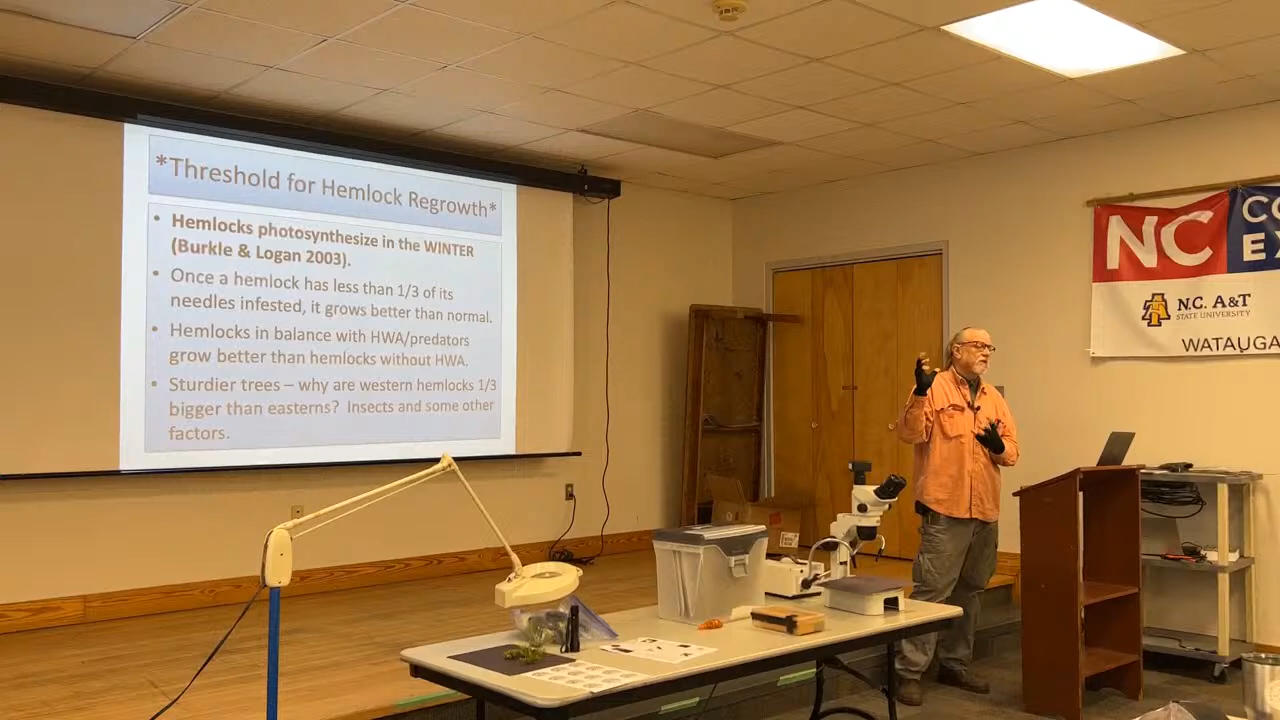 *Threshold for Hemlock Regrowth*
• Hemlocks photosynthesize in the WINTER
(Burkle & Logan 2003).
• Once a hemlock has less than 1/3 of its
needles infested, it grows better than normal.
• Hemlocks in balance with HWA/predators
grow better than hemlocks without HWA.
• Sturdier trees – why are western hemlocks 1/3
bigger than easterns? Insects and some other
factors.
NC
CO
EX
N.C. A&T
STATE UNIVERSITY
WATAUGA